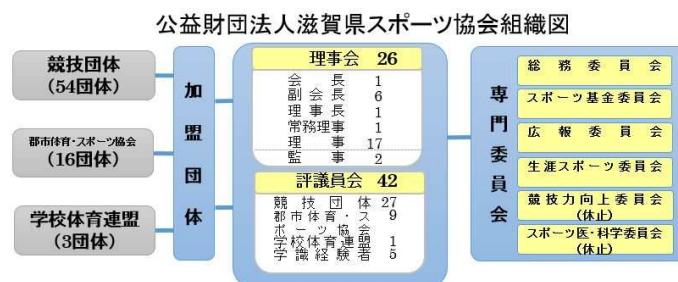 公益財団法人滋賀県スポーツ協会組織図
競技団体
(54団体)
郡市体育・スポーツ協会
(16団体)
学校体育連盟
(3団体)
加盟団体
理事会 26
会長 1
副会長 6
理事長 1
常務理事 1
理事 17
監事 2
評議員会 42
競技団体 27
郡市体育・ス 9
ポーツ協会
学校体育連盟 1
学識経験者 5
専門委員会
総務委員会
スポーツ基金委員会
広報委員会
生涯スポーツ委員会
競技力向上委員会
(休止)
スポーツ医・科学委員会
(休止)